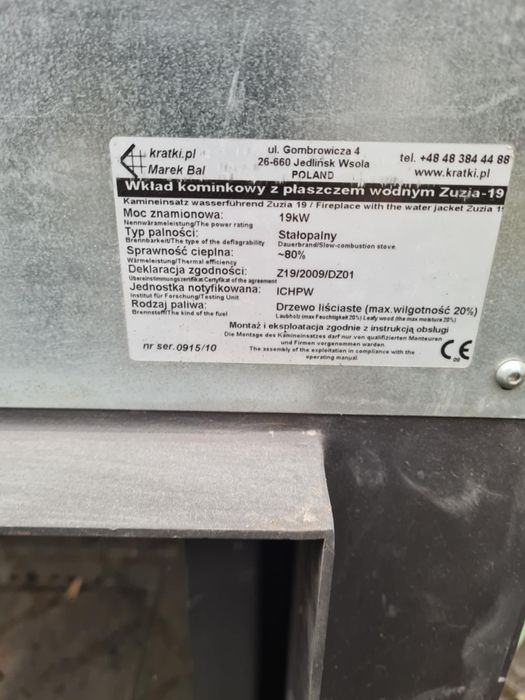 kratki.pl
Marek Bal
ul. Gombrowicza 4
26-660 Jedlińsk Wsola
POLAND
tel. +48 48 384 44 88
www.kratki.pl
Wkład kominkowy z płaszczem wodnym Zuzia-19
Kamineinsatz wasserführend Zuzia 19 / Fireplace with the water jacket Zuzia 19
Moc znamionowa: 19kW
Nennwärmeleistung/The power rating
Typ palności: Stałopalny
Brennbarkeit/The type of the deflagrability Dauerbrand/Slow-combustion stove
Sprawność cieplna: ~80%
Wärmeleistung/Thermal efficiency
Deklaracja zgodności: Z19/2009/DZ01
Übereinstimmungszertifikat/Certyfikat of the agreement
Jednostka notyfikowana: ICHPW
Institut für Forschung/Testing Unit
Rodzaj paliwa: Drzewo liściaste (max.wilgotność 20%)
Brennstoff/The kind of the fuel Laubholz (max Feuchtigkeit 20%) Leafy wood (the max moisture 20%)
Montaż i eksploatacja zgodnie z instrukcją obsługi
Die Montage des Kamineinsatzes darf nur von qualifizierten Monteuren
und Firmen vorgenommen warden
The assembly of the exploitation in compliance with the
operating manual
nr ser.0915/10
CE
09